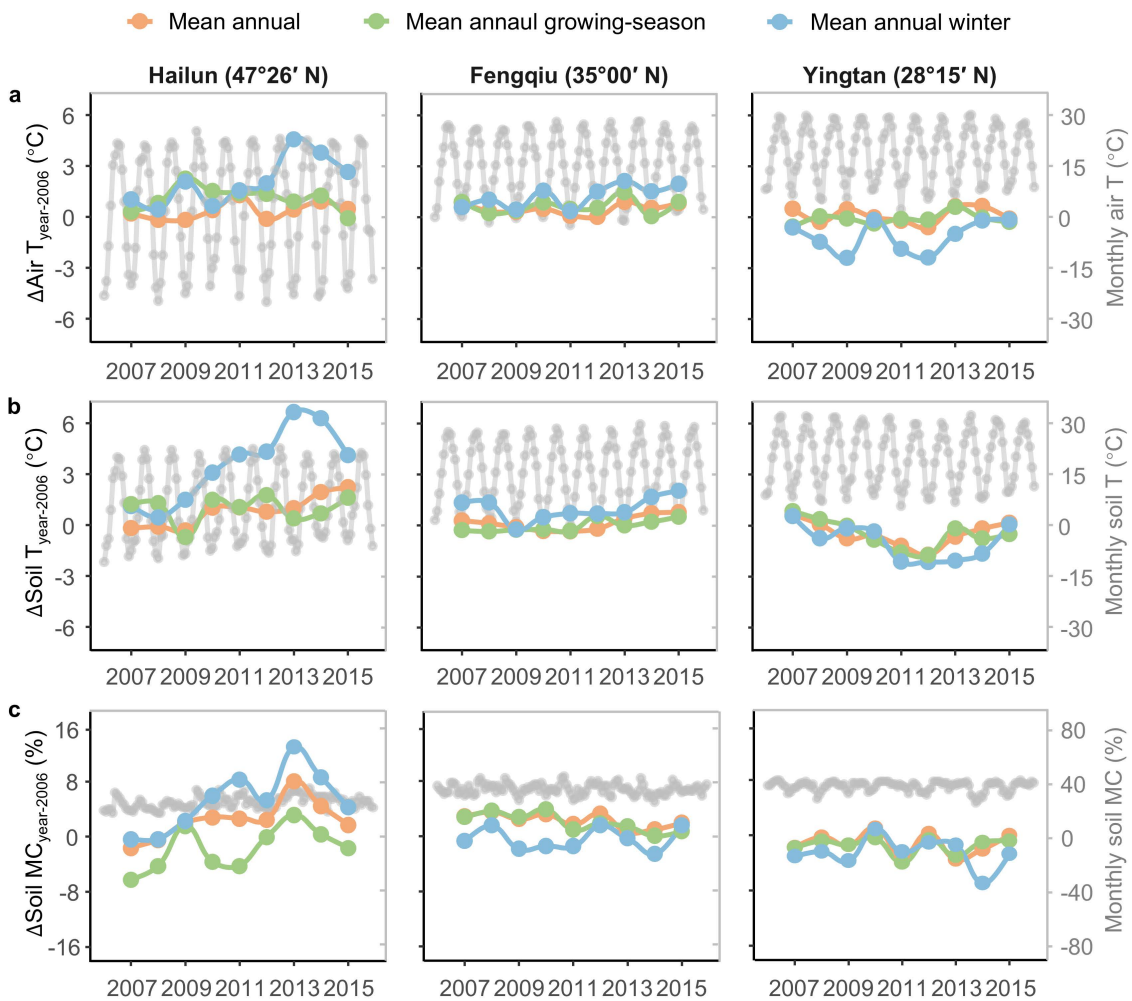 Mean annual Mean annaul growing-season Mean annual winter
Hailun (47°26′ N) Fengqiu (35°00′ N) Yingtan (28°15′ N)
a
ΔAir Tyear-2006 (°C)
6
3
0
-3
-6
30
15
0
-15
-30
Monthly air T (°C)
2007 2009 2011 2013 2015 2007 2009 2011 2013 2015 2007 2009 2011 2013 2015
b
ΔSoil Tyear-2006 (°C)
6
3
0
-3
-6
30
15
0
-15
-30
Monthly soil T (°C)
2007 2009 2011 2013 2015 2007 2009 2011 2013 2015 2007 2009 2011 2013 2015
c
ΔSoil MCyear-2006 (%)
16
8
0
-8
-16
80
40
0
-40
-80
Monthly soil MC (%)
2007 2009 2011 2013 2015 2007 2009 2011 2013 2015 2007 2009 2011 2013 2015